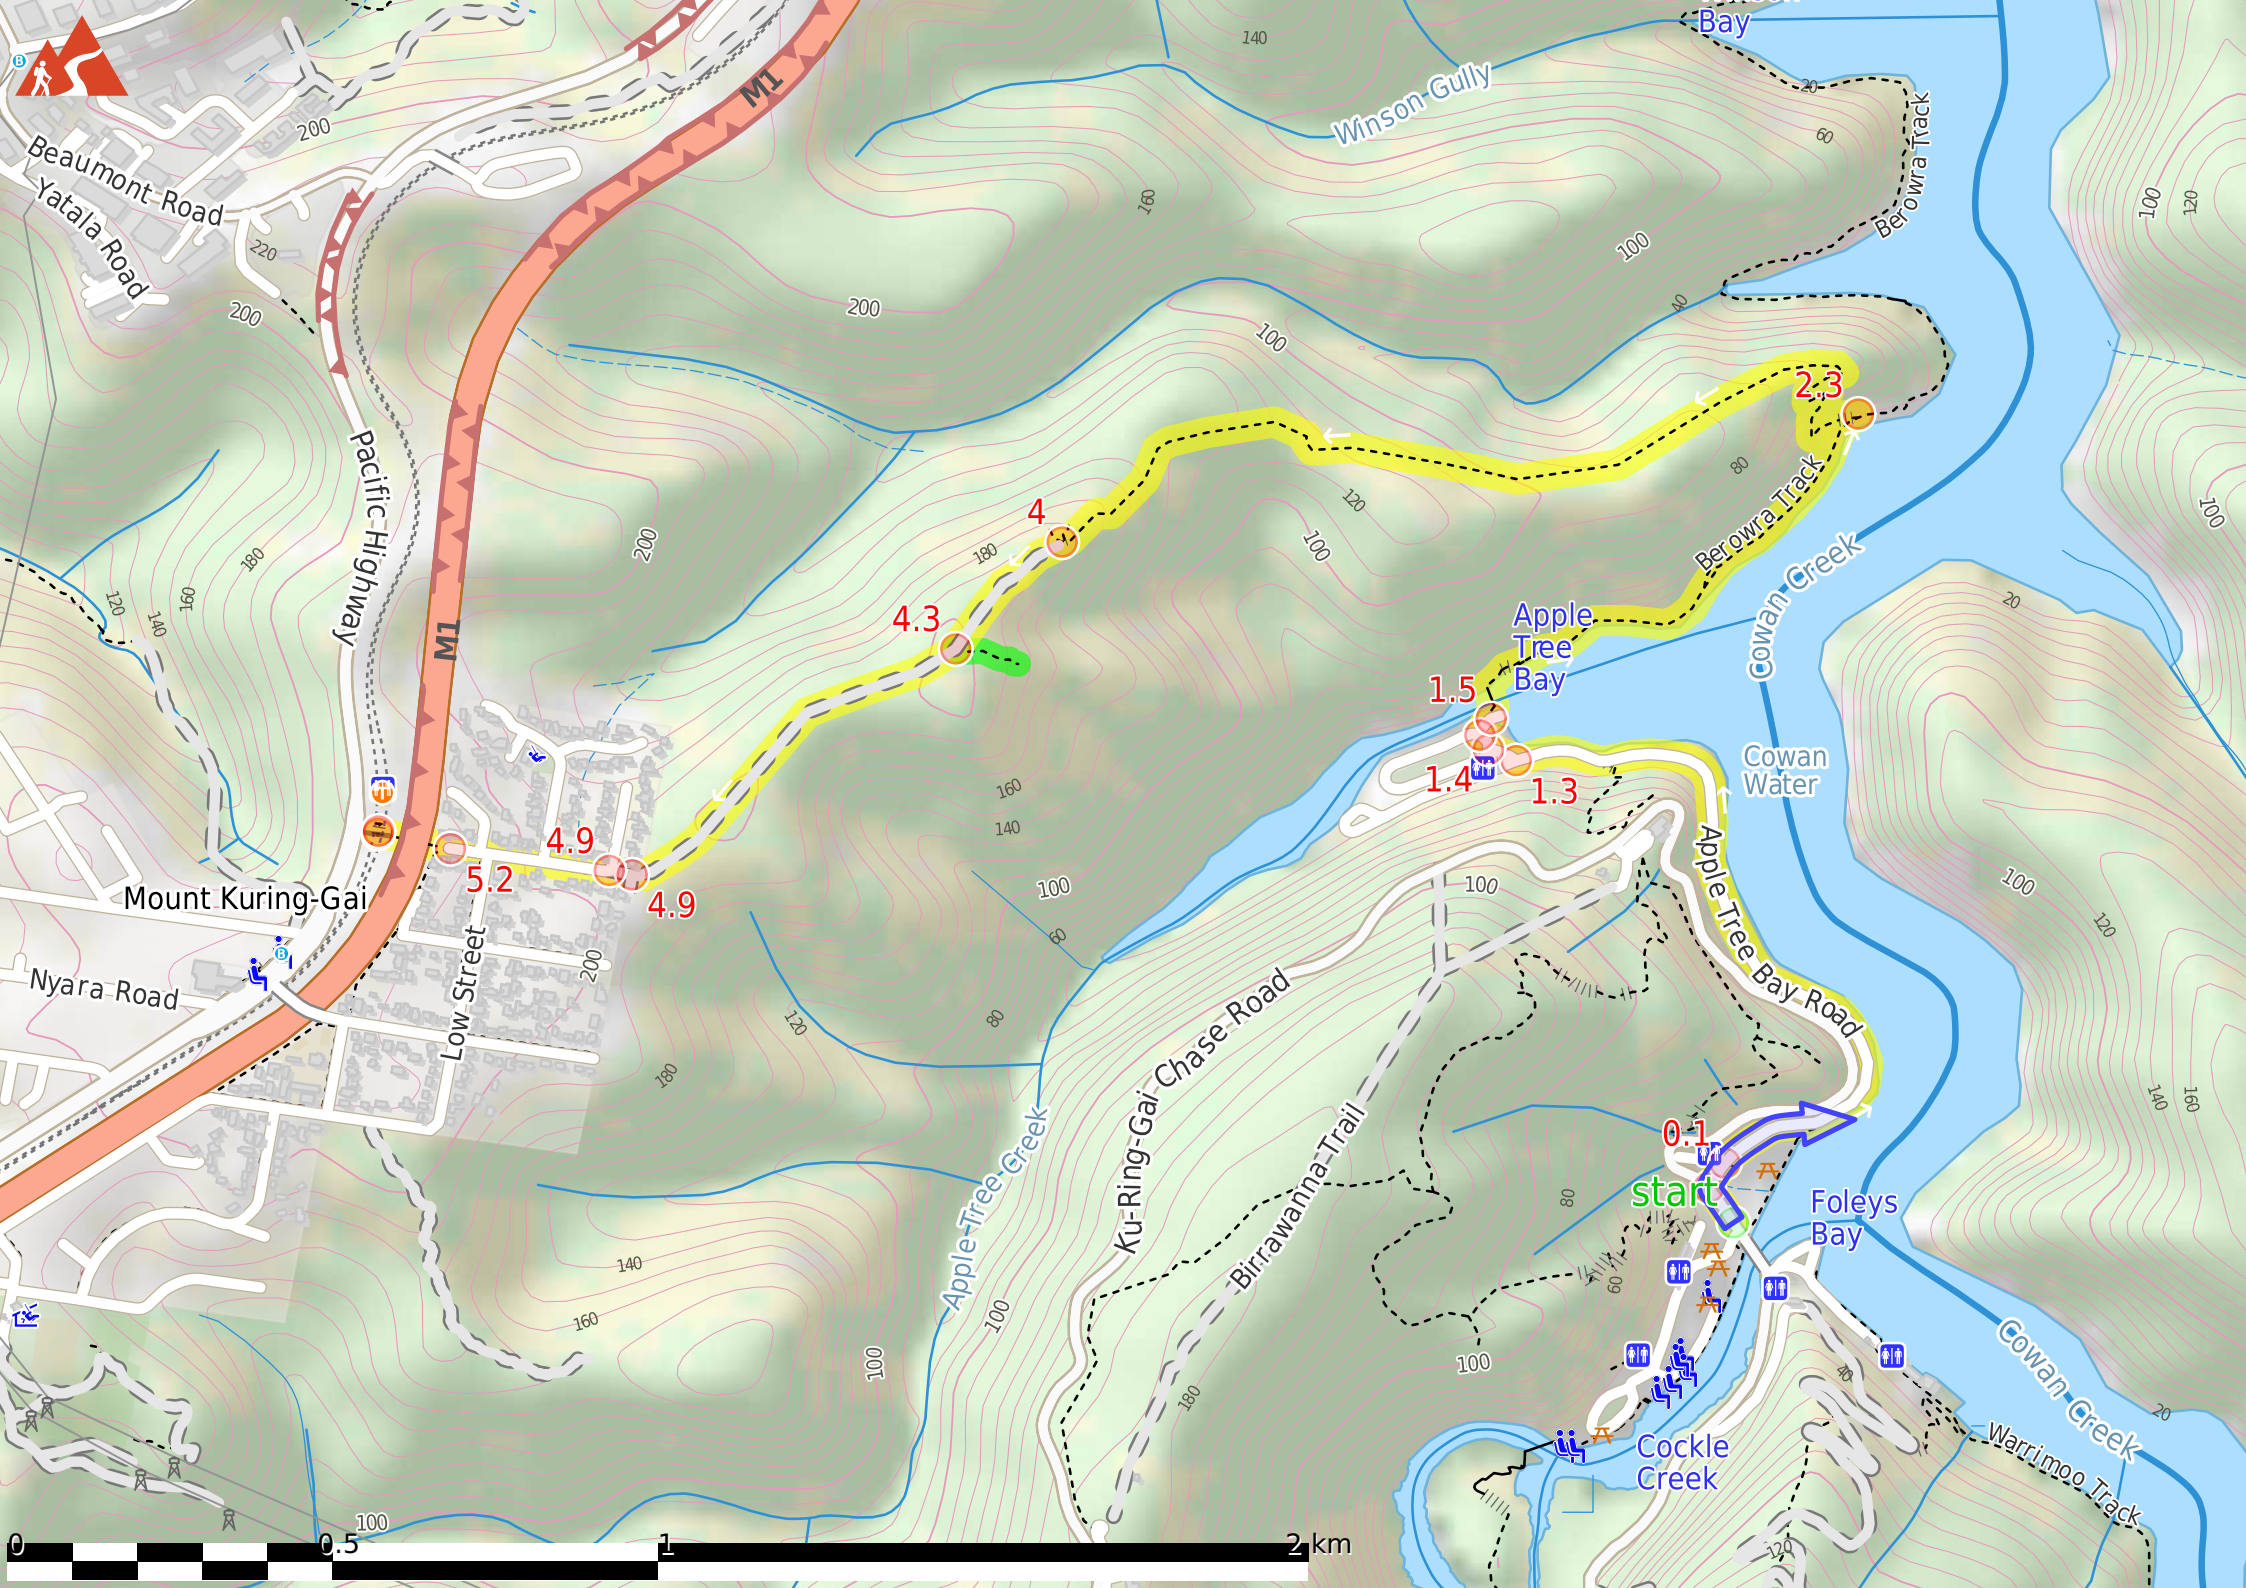 Bay
140
M1
Winson Gully
20
60
Berowra Track
100
120
B
200
Beaumont Road
Yatala Road
220
200
160
100
200
100
40
2.3
80
Berowra Track
120
100
100
Pacific Highway
180
160
120
140
200
M1
4
180
4.3
Cowan Creek
20
Apple
Tree
Bay
1.5
1.4
1.3
Cowan
Water
160
140
100
60
4.9
5.2
4.9
Mount Kuring-Gai
B
Nyara Road
Low Street
200
120
80
180
100
Apple Tree Bay Road
100
120
140
160
Ku-Ring-Gai Chase Road
Birrawanna Trail
Apple Tree Creek
0.1
start
80
60
Foleys
Bay
Cowan Creek
140
160
100
100
180
100
40
20
Warrimoo Track
Cockle
Creek
120
100
0
0.5
1
2 km